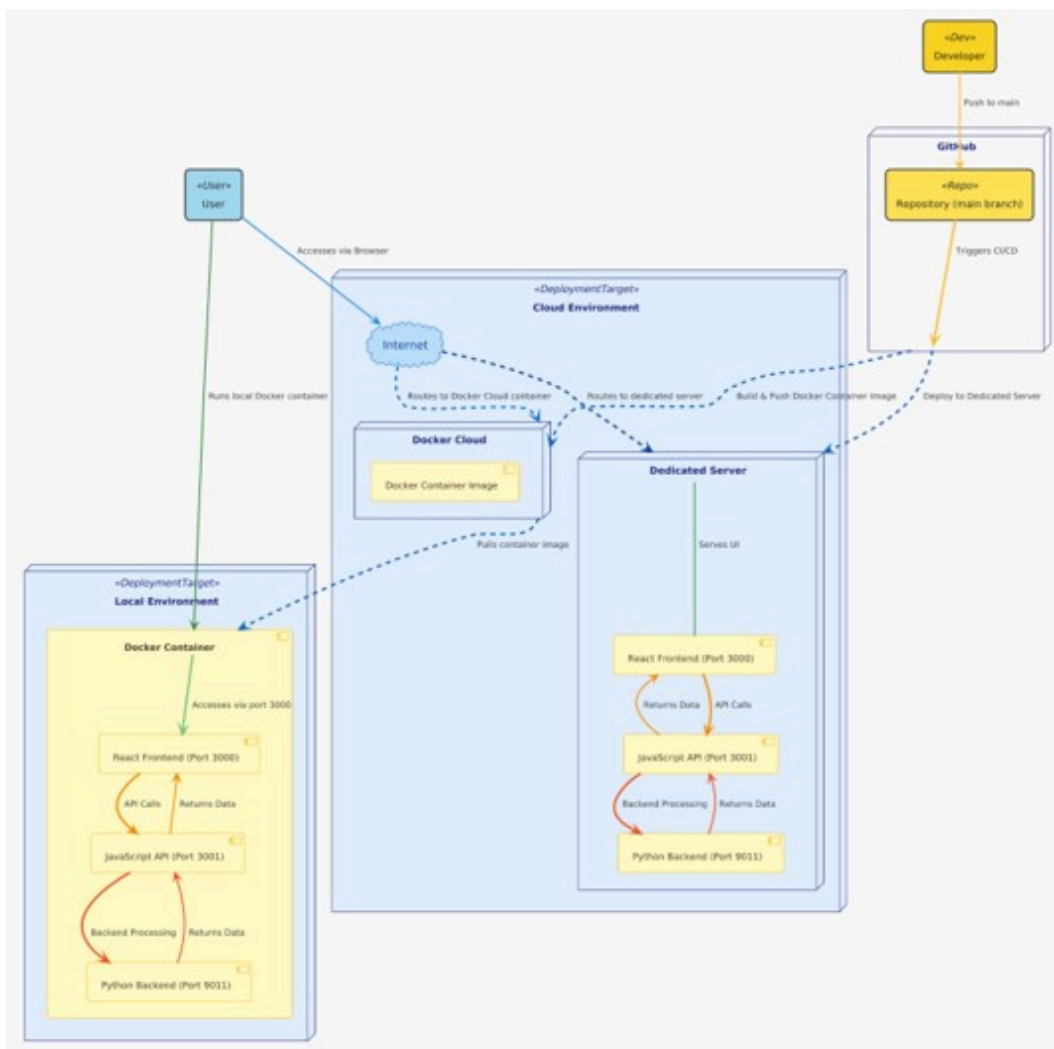 «Dev»
Developer
Push to main
GitHub
«Repo»
Repository (main branch)
Triggers CI/CD
«User»
User
Accesses via Browser
«DeploymentTarget»
Cloud Environment
Internet
Runs local Docker container
Routes to Docker Cloud container
Routes to dedicated server
Build & Push Docker Container Image
Deploy to Dedicated Server
Docker Cloud
Docker Container Image
Dedicated Server
Pulls container image
Serves UI
«DeploymentTarget»
Local Environment
Docker Container
Accesses via port 3000
React Frontend (Port 3000)
API Calls
Returns Data
JavaScript API (Port 3001)
Backend Processing
Returns Data
Python Backend (Port 9011)
React Frontend (Port 3000)
Returns Data
API Calls
JavaScript API (Port 3001)
Backend Processing
Returns Data
Python Backend (Port 9011)